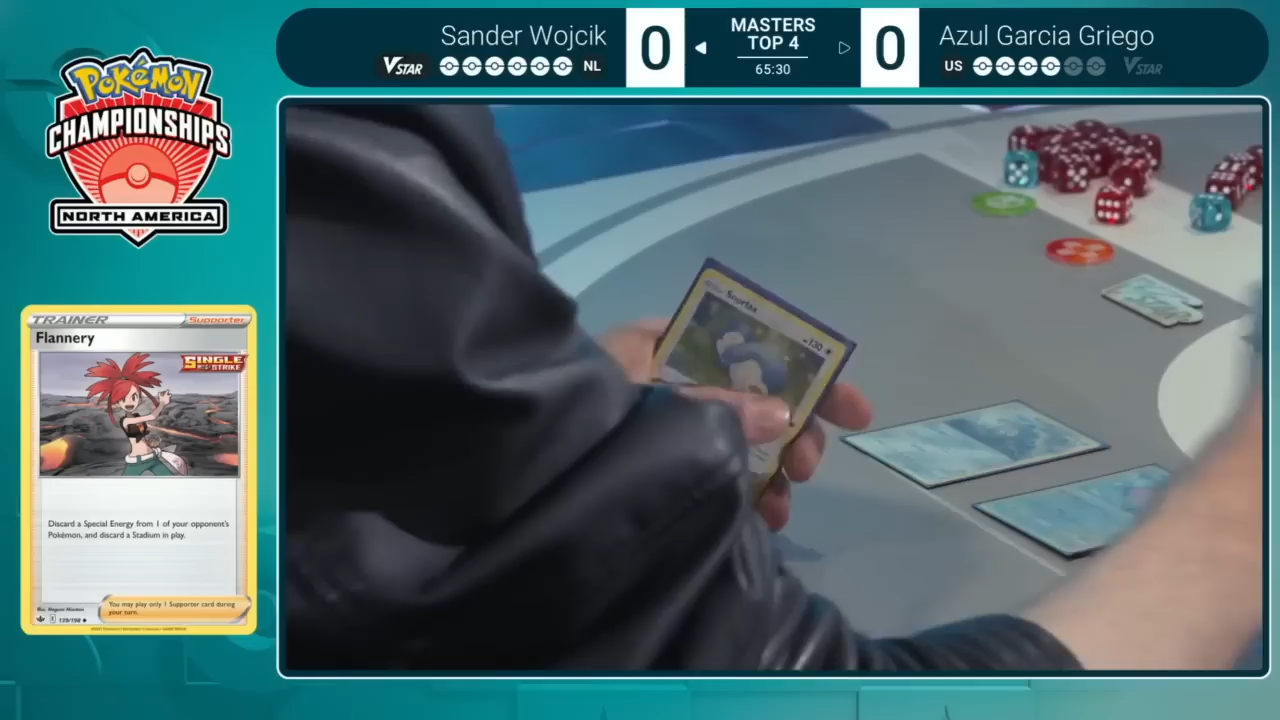 Sander Wojcik
VSTAR
NL
0
MASTERS
TOP 4
65:30
0
Azul Garcia Griego
US
VSTAR
Pokémon
CHAMPIONSHIPS
NORTH AMERICA
TRAINER
Supporter
Flannery
SINGLE
STRIKE
Discard a Special Energy from 1 of your opponent's
Pokémon, and discard a Stadium in play.
You may play only 1 Supporter card during
your turn.
139/198
Snorlax
130